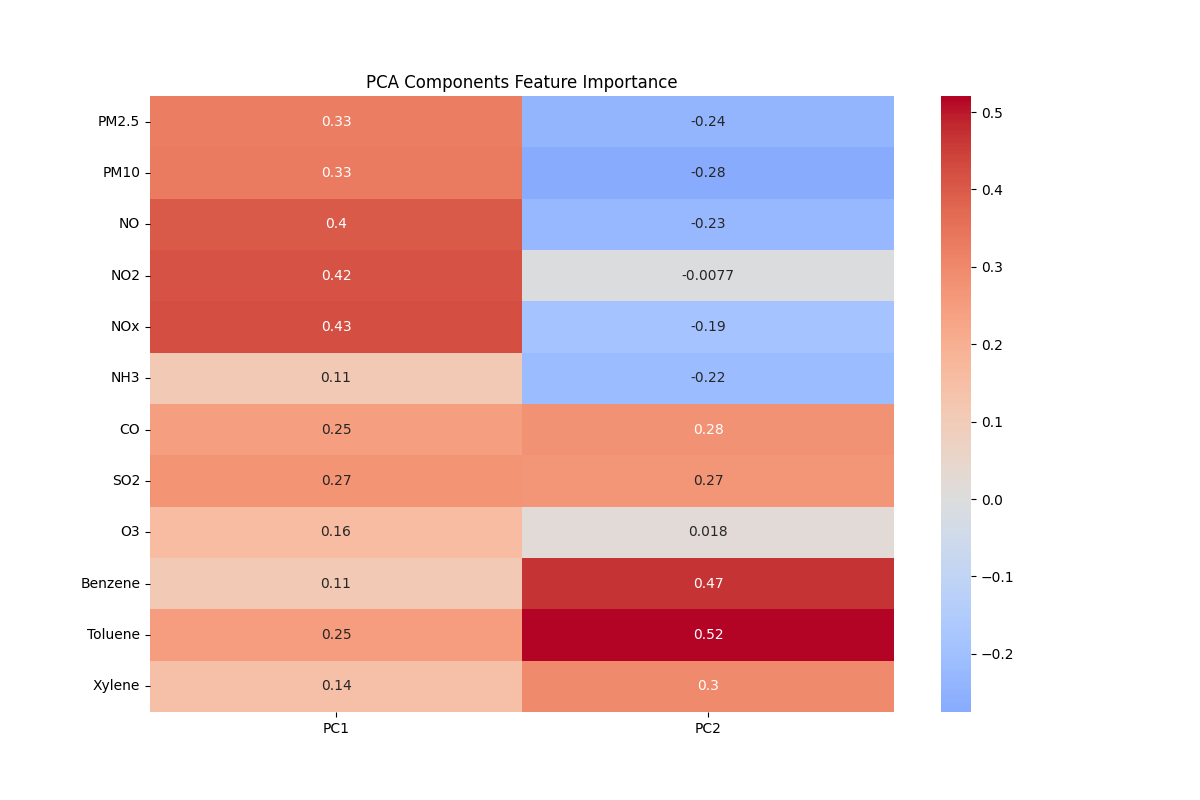 PCA Components Feature Importance
PM2.5 0.33 -0.24
PM10 0.33 -0.28
NO 0.4 -0.23
NO2 0.42 -0.0077
NOx 0.43 -0.19
NH3 0.11 -0.22
CO 0.25 0.28
SO2 0.27 0.27
O3 0.16 0.018
Benzene 0.11 0.47
Toluene 0.25 0.52
Xylene 0.14 0.3
PC1 PC2
0.5
0.4
0.3
0.2
0.1
0.0
−0.1
−0.2